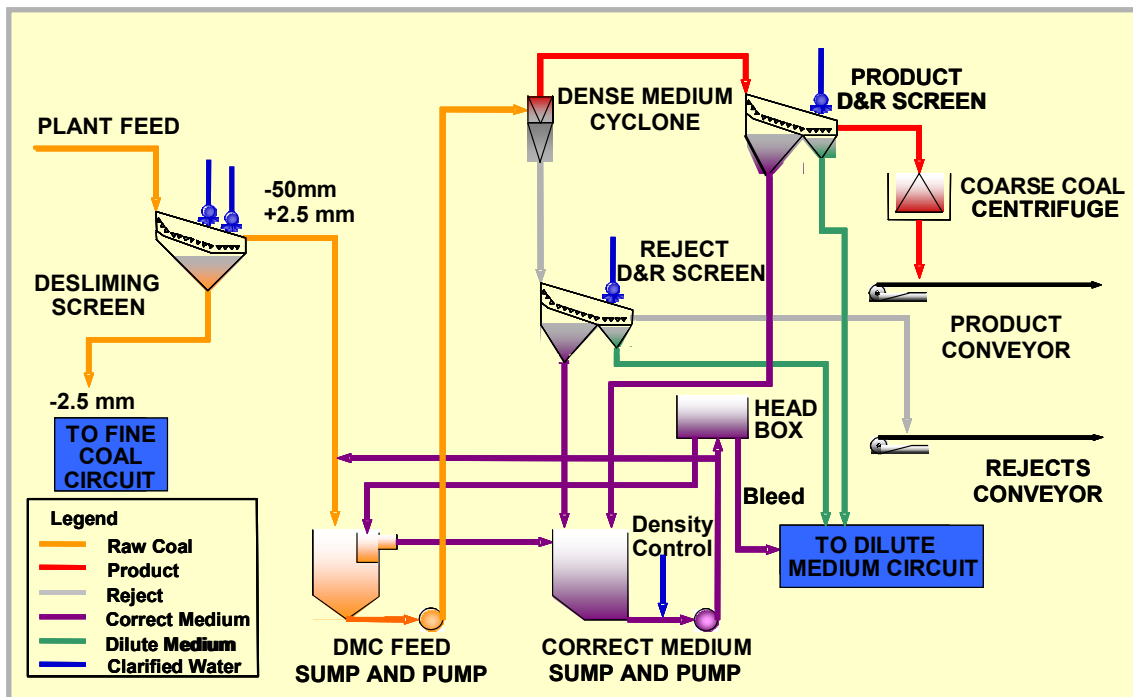 PLANT FEED
-50mm
+2.5 mm
DESLIMING
SCREEN
-2.5 mm
TO FINE
COAL
CIRCUIT
DENSE MEDIUM
CYCLONE
PRODUCT
D&R SCREEN
COARSE COAL
CENTRIFUGE
REJECT
D&R SCREEN
PRODUCT
CONVEYOR
HEAD
BOX
REJECTS
CONVEYOR
Bleed
Density
Control
TO DILUTE
MEDIUM CIRCUIT
DMC FEED
SUMP AND PUMP
CORRECT MEDIUM
SUMP AND PUMP
Legend
Raw Coal
Product
Reject
Correct Medium
Dilute Medium
Clarified Water